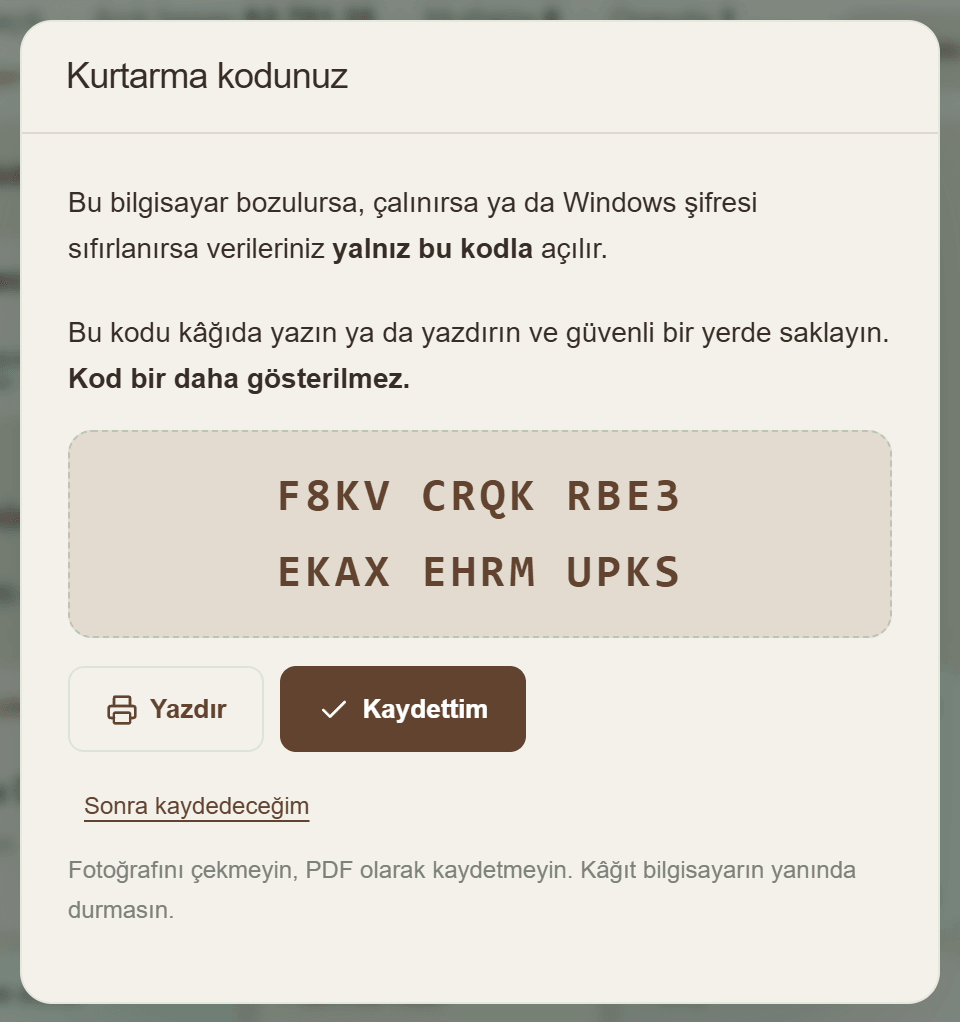 Kurtarma kodunuz
Bu bilgisayar bozulursa, çalınırsa ya da Windows şifresi
sıfırlanırsa verileriniz yalnız bu kodla açılır.
Bu kodu kâğıda yazın ya da yazdırın ve güvenli bir yerde saklayın.
Kod bir daha gösterilmez.
F8KV CRQK RBE3
EKAX EHRM UPKS
Yazdır
Kaydettim
Sonra kaydedeceğim
Fotoğrafını çekmeyin, PDF olarak kaydetmeyin. Kâğıt bilgisayarın yanında
durmasın.